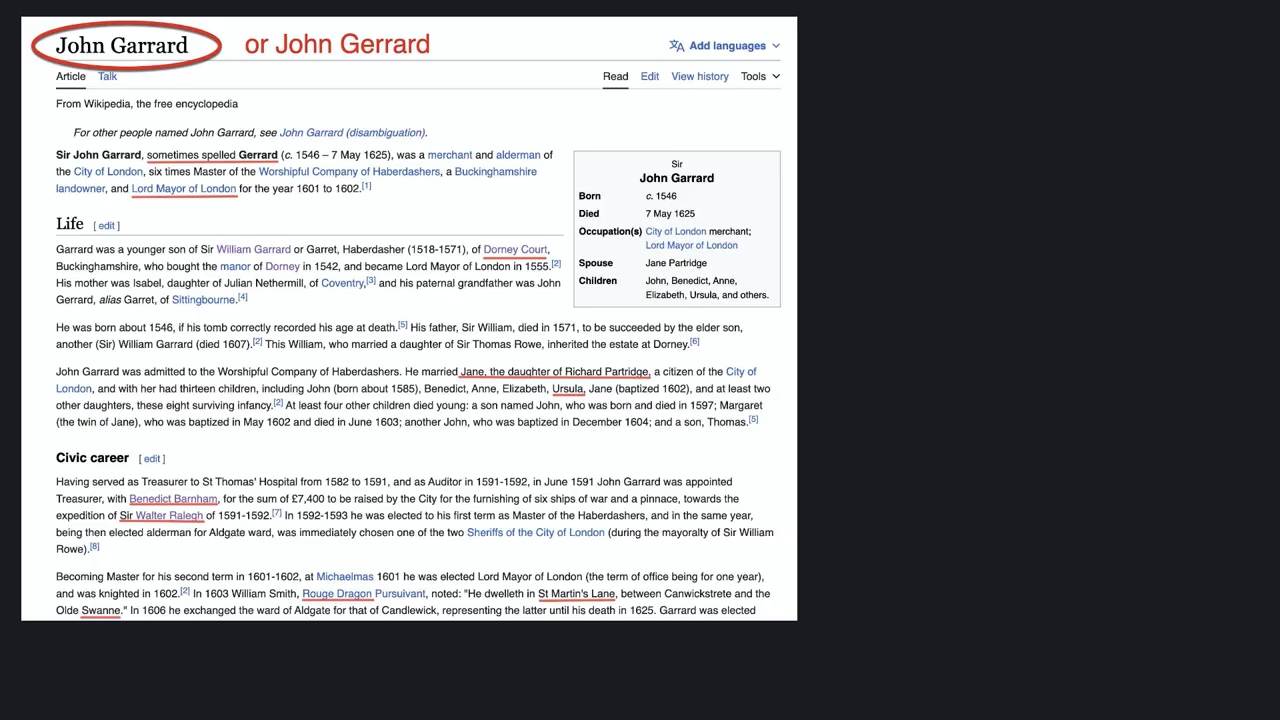 John Garrard or John Gerrard
Add languages
Article Talk Read Edit View history Tools
From Wikipedia, the free encyclopedia
For other people named John Garrard, see John Garrard (disambiguation).
Sir John Garrard, sometimes spelled Gerrard (c. 1546 – 7 May 1625), was a merchant and alderman of
the City of London, six times Master of the Worshipful Company of Haberdashers, a Buckinghamshire
landowner, and Lord Mayor of London for the year 1601 to 1602.[1]
Sir
John Garrard
Born c. 1546
Died 7 May 1625
Occupation(s) City of London merchant;
Lord Mayor of London
Spouse Jane Partridge
Children John, Benedict, Anne,
Elizabeth, Ursula, and others.
Life [ edit ]
Garrard was a younger son of Sir William Garrard or Garret, Haberdasher (1518-1571), of Dorney Court,
Buckinghamshire, who bought the manor of Dorney in 1542, and became Lord Mayor of London in 1555.[2]
His mother was Isabel, daughter of Julian Nethermill, of Coventry,[3] and his paternal grandfather was John
Gerrard, alias Garret, of Sittingbourne.[4]
He was born about 1546, if his tomb correctly recorded his age at death.[5] His father, Sir William, died in 1571, to be succeeded by the elder son,
another (Sir) William Garrard (died 1607).[2] This William, who married a daughter of Sir Thomas Rowe, inherited the estate at Dorney.[6]
John Garrard was admitted to the Worshipful Company of Haberdashers. He married Jane, the daughter of Richard Partridge, a citizen of the City of
London, and with her had thirteen children, including John (born about 1585), Benedict, Anne, Elizabeth, Ursula, Jane (baptized 1602), and at least two
other daughters, these eight surviving infancy.[2] At least four other children died young: a son named John, who was born and died in 1597; Margaret
(the twin of Jane), who was baptized in May 1602 and died in June 1603; another John, who was baptized in December 1604; and a son, Thomas.[5]
Civic career [ edit ]
Having served as Treasurer to St Thomas' Hospital from 1582 to 1591, and as Auditor in 1591-1592, in June 1591 John Garrard was appointed
Treasurer, with Benedict Barnham, for the sum of £7,400 to be raised by the City for the furnishing of six ships of war and a pinnace, towards the
expedition of Sir Walter Ralegh of 1591-1592.[7] In 1592-1593 he was elected to his first term as Master of the Haberdashers, and in the same year,
being then elected alderman for Aldgate ward, was immediately chosen one of the two Sheriffs of the City of London (during the mayoralty of Sir William
Rowe).[8]
Becoming Master for his second term in 1601-1602, at Michaelmas 1601 he was elected Lord Mayor of London (the term of office being for one year),
and was knighted in 1602.[2] In 1603 William Smith, Rouge Dragon Pursuivant, noted: "He dwelleth in St Martin's Lane, between Canwickstrete and the
Olde Swanne." In 1606 he exchanged the ward of Aldgate for that of Candlewick, representing the latter until his death in 1625. Garrard was elected